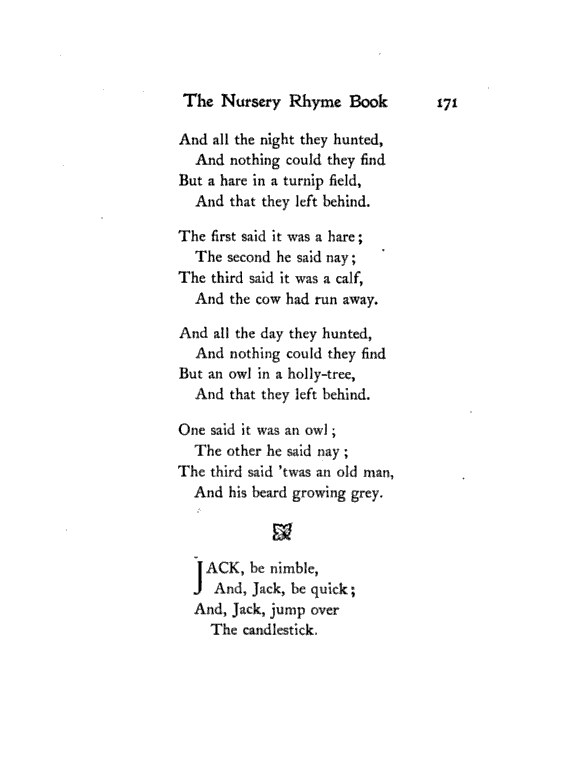 The Nursery Rhyme Book 171
And all the night they hunted,
And nothing could they find
But a hare in a turnip field,
And that they left behind.
The first said it was a hare;
The second he said nay;
The third said it was a calf,
And the cow had run away.
And all the day they hunted,
And nothing could they find
But an owl in a holly-tree,
And that they left behind.
One said it was an owl;
The other he said nay;
The third said 'twas an old man,
And his beard growing grey.
JACK, be nimble,
And, Jack, be quick;
And, Jack, jump over
The candlestick.